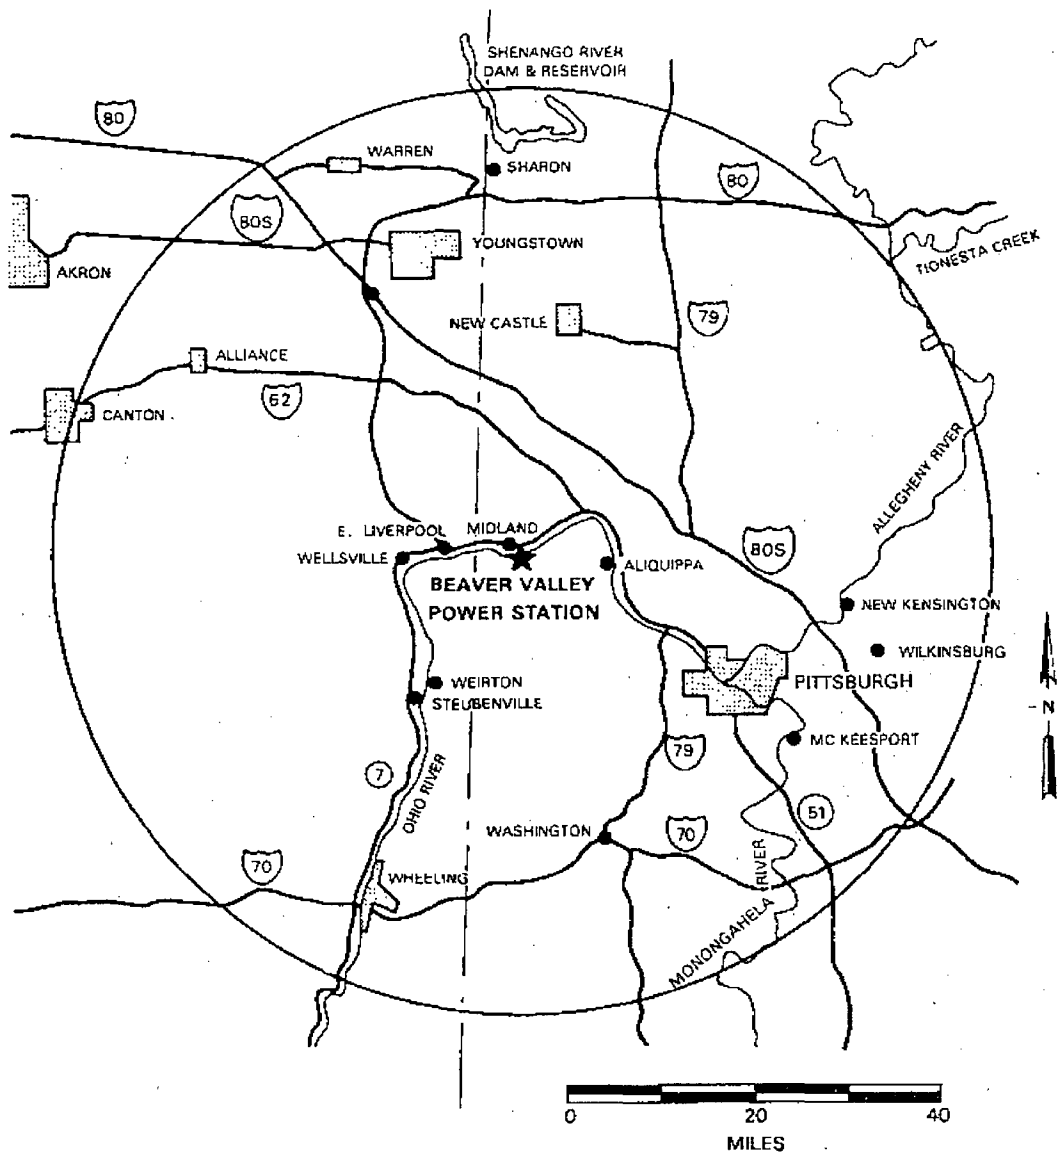 SHENANGO RIVER
DAM & RESERVOIR
80
WARREN
SHARON
80
80S
YOUNGSTOWN
AKRON
TIONESTA CREEK
NEW CASTLE
79
ALLIANCE
62
CANTON
ALLEGHENY RIVER
E. LIVERPOOL
MIDLAND
WELLSVILLE
80S
ALIQUIPPA
BEAVER VALLEY
POWER STATION
NEW KENSINGTON
WILKINSBURG
WEIRTON
PITTSBURGH
STEUBENVILLE
N
MC KEESPORT
79
7
OHIO RIVER
51
WASHINGTON
70
70
WHEELING
MONONGAHELA RIVER
0 20 40
MILES